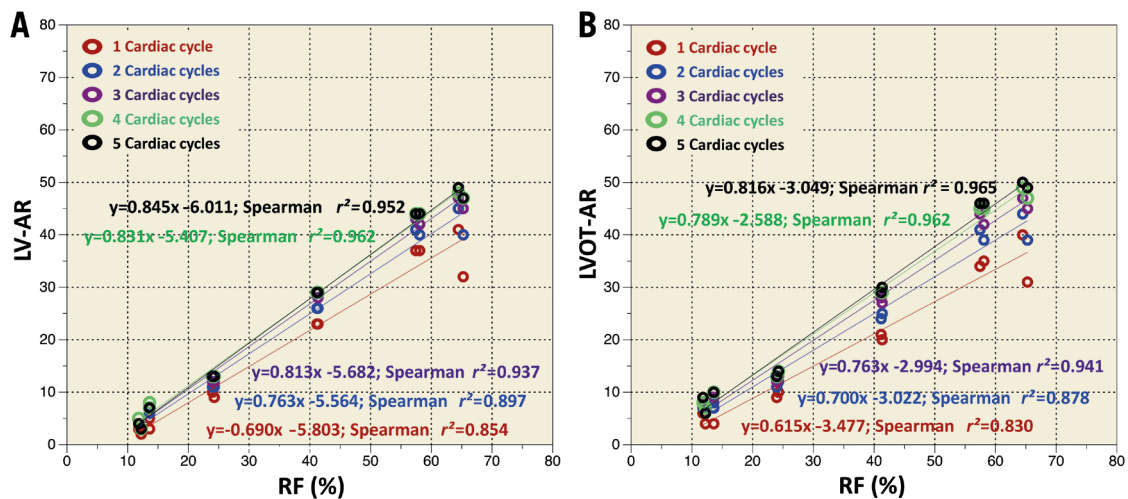 A
LV-AR
80
70
60
50
40
30
20
10
0
1 Cardiac cycle
2 Cardiac cycles
3 Cardiac cycles
4 Cardiac cycles
5 Cardiac cycles
y=0.845x -6.011; Spearman r²=0.952
y=0.831x -5.407; Spearman r²=0.962
y=0.813x -5.682; Spearman r²=0.937
y=0.763x -5.564; Spearman r²=0.897
y=-0.690x -5.803; Spearman r²=0.854
0 10 20 30 40 50 60 70 80
RF (%)
B
LVOT-AR
80
70
60
50
40
30
20
10
0
1 Cardiac cycle
2 Cardiac cycles
3 Cardiac cycles
4 Cardiac cycles
5 Cardiac cycles
y=0.816x -3.049; Spearman r²= 0.965
y=0.789x -2.588; Spearman r²=0.962
y=0.763x -2.994; Spearman r²=0.941
y=0.700x -3.022; Spearman r²=0.878
y=0.615x -3.477; Spearman r²=0.830
0 10 20 30 40 50 60 70 80
RF (%)